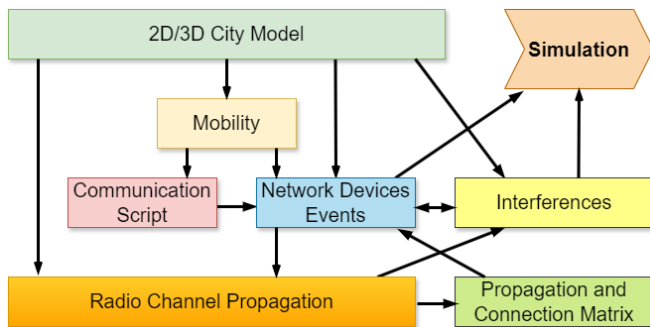 2D/3D City Model
Simulation
Mobility
Communication
Script
Network Devices
Events
Interferences
Radio Channel Propagation
Propagation and
Connection Matrix